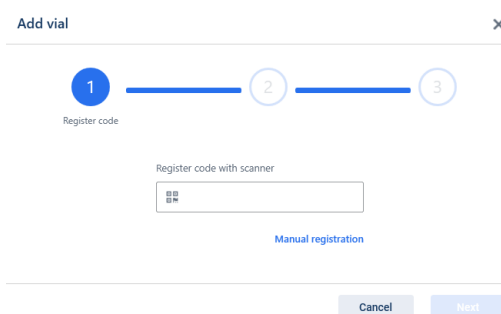 Add vial
1
2
3
Register code
Register code with scanner
Manual registration
Cancel
Next